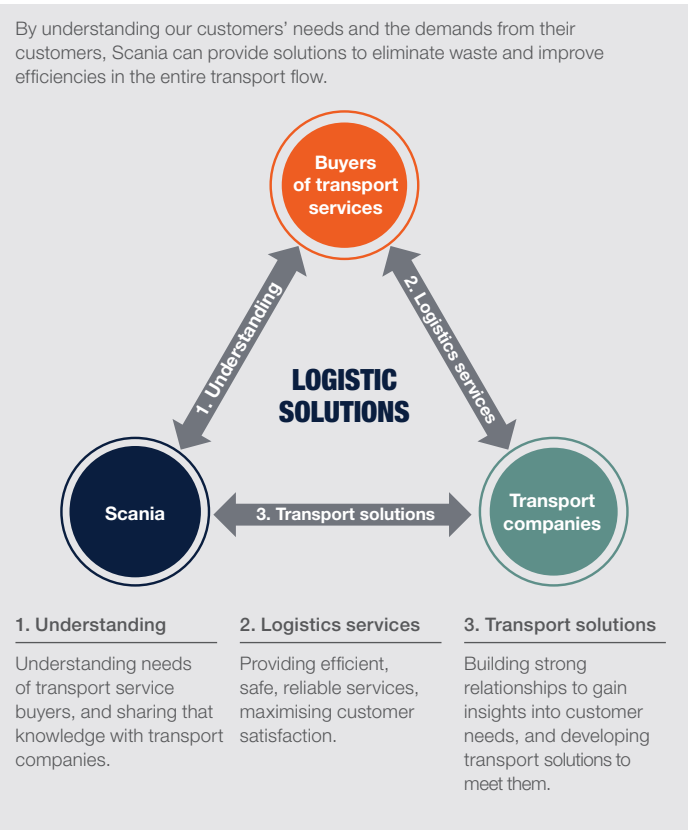 By understanding our customers’ needs and the demands from their
customers, Scania can provide solutions to eliminate waste and improve
efficiencies in the entire transport flow.
Buyers
of transport
services
1. Understanding
2. Logistics services
LOGISTIC
SOLUTIONS
Scania
3. Transport solutions
Transport
companies
1. Understanding
Understanding needs
of transport service
buyers, and sharing that
knowledge with transport
companies.
2. Logistics services
Providing efficient,
safe, reliable services,
maximising customer
satisfaction.
3. Transport solutions
Building strong
relationships to gain
insights into customer
needs, and developing
transport solutions to
meet them.